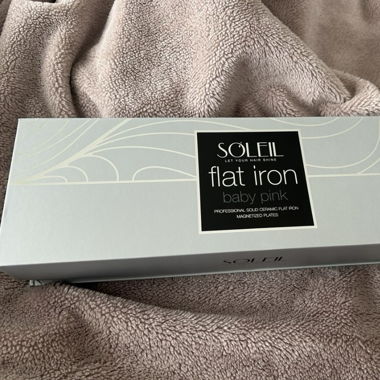 SOLEIL
LET YOUR HAIR SHINE
flat iron
baby pink
PROFESSIONAL SOLID CERAMIC FLAT IRON
MAGNETIZED PLATES
SOLEIL